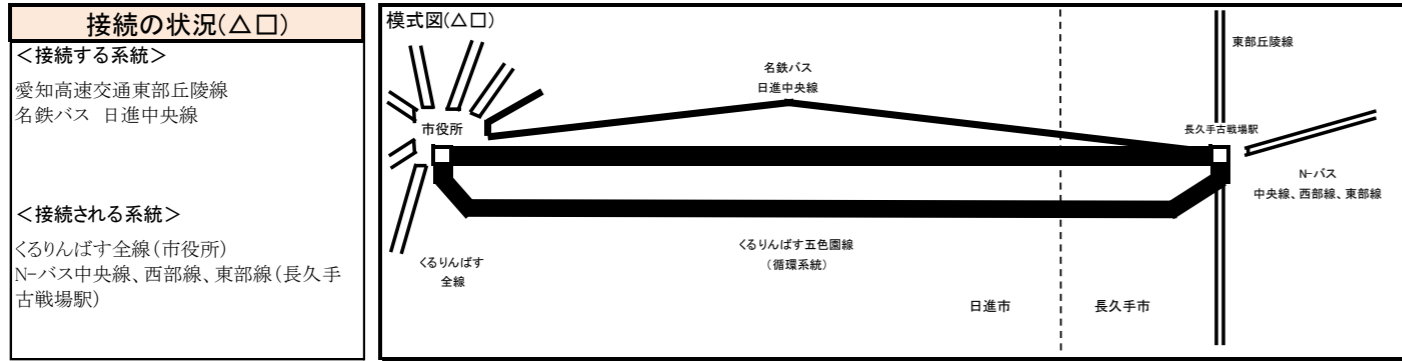 接続の状況(△□)
＜接続する系統＞
愛知高速交通東部丘陵線
名鉄バス 日進中央線
＜接続される系統＞
くるりんばす全線(市役所)
N-バス中央線、西部線、東部線(長久手
古戦場駅)
模式図(△□)
東部丘陵線
名鉄バス
日進中央線
市役所
長久手古戦場駅
N-バス
中央線、西部線、東部線
くるりんばす
全線
くるりんばす五色園線
(循環系統)
日進市
長久手市